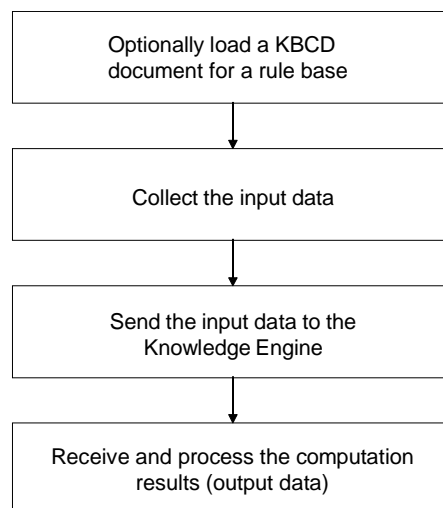 Optionally load a KBCD
document for a rule base
Collect the input data
Send the input data to the
Knowledge Engine
Receive and process the computation
results (output data)